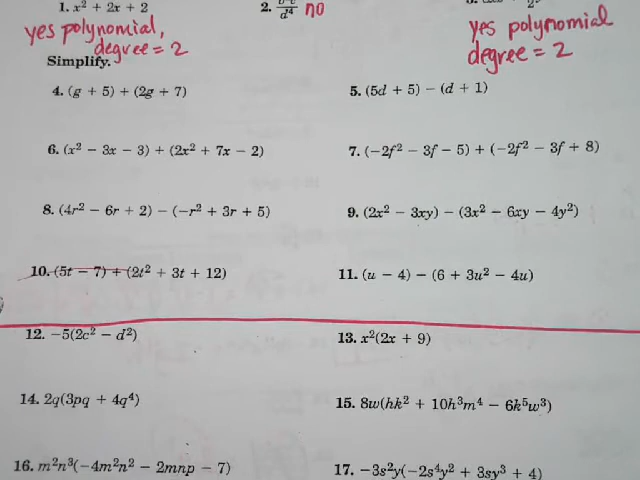 1. x² + 2x + 2
2. d⁴ no
yes polynomial,
degree = 2
yes polynomial
degree = 2
Simplify.
4. (g + 5) + (2g + 7)
5. (5d + 5) − (d + 1)
6. (x² − 3x − 3) + (2x² + 7x − 2)
7. (−2f² − 3f − 5) + (−2f² − 3f + 8)
8. (4r² − 6r + 2) − (−r² + 3r + 5)
9. (2x² − 3xy) − (3x² − 6xy − 4y²)
10. (5t − 7) + (2t² + 3t + 12)
11. (u − 4) − (6 + 3u² − 4u)
12. −5(2c² − d²)
13. x²(2x + 9)
14. 2q(3pq + 4q⁴)
15. 8w(hk² + 10h³m⁴ − 6k⁵w³)
16. m²n³(−4m²n² − 2mnp − 7)
17. −3s²y(−2s⁴y² + 3sy³ + 4)